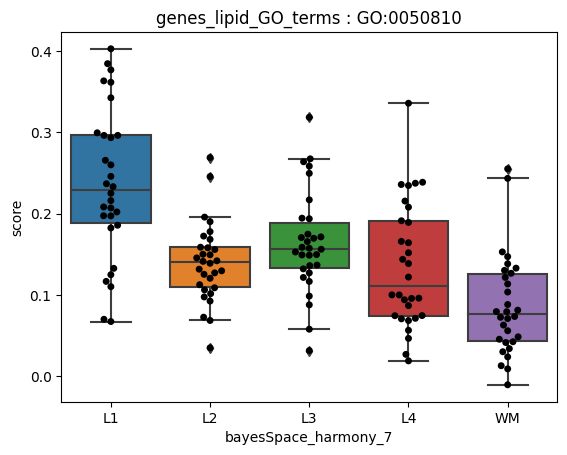 genes_lipid_GO_terms : GO:0050810
score
0.4
0.3
0.2
0.1
0.0
L1 L2 L3 L4 WM
bayesSpace_harmony_7